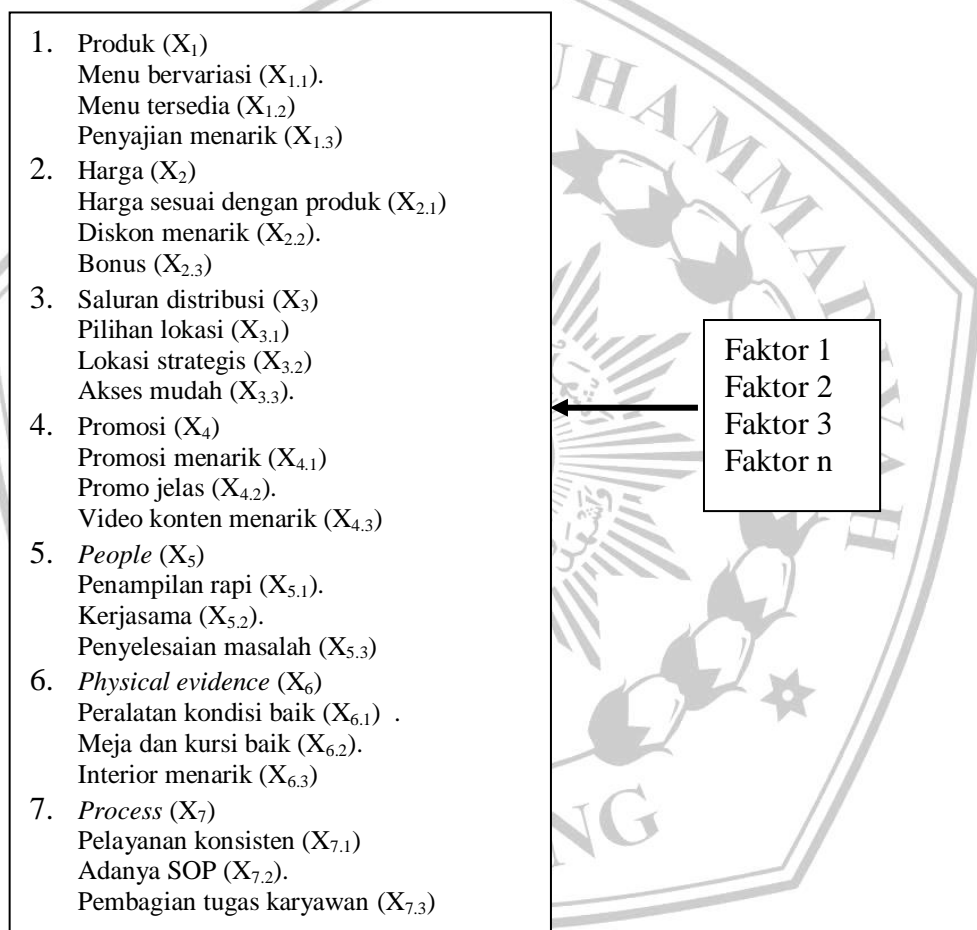 1. Produk (X1)
Menu bervariasi (X1.1).
Menu tersedia (X1.2)
Penyajian menarik (X1.3)
2. Harga (X2)
Harga sesuai dengan produk (X2.1)
Diskon menarik (X2.2).
Bonus (X2.3)
3. Saluran distribusi (X3)
Pilihan lokasi (X3.1)
Lokasi strategis (X3.2)
Akses mudah (X3.3).
4. Promosi (X4)
Promosi menarik (X4.1)
Promo jelas (X4.2).
Video konten menarik (X4.3)
5. People (X5)
Penampilan rapi (X5.1).
Kerjasama (X5.2).
Penyelesaian masalah (X5.3)
6. Physical evidence (X6)
Peralatan kondisi baik (X6.1) .
Meja dan kursi baik (X6.2).
Interior menarik (X6.3)
7. Process (X7)
Pelayanan konsisten (X7.1)
Adanya SOP (X7.2).
Pembagian tugas karyawan (X7.3)
Faktor 1
Faktor 2
Faktor 3
Faktor n
UHAMMADIYAH
NG